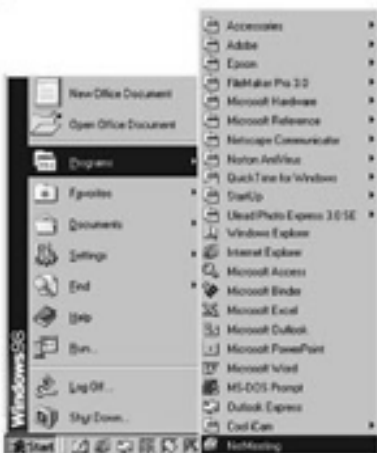 New Office Document
Open Office Document
Programs
Favorites
Documents
Settings
Find
Help
Run...
Log Off...
Shut Down...
Windows98
Start
Accessories
Adobe
Epson
FileMaker Pro 3.0
Microsoft Hardware
Microsoft Reference
Netscape Communicator
Norton AntiVirus
QuickTime for Windows
StartUp
Ulead Photo Express 3.0 SE
Windows Explorer
Internet Explorer
Microsoft Access
Microsoft Binder
Microsoft Excel
Microsoft Outlook
Microsoft PowerPoint
Microsoft Word
MS-DOS Prompt
Outlook Express
Cool iCam
NetMeeting